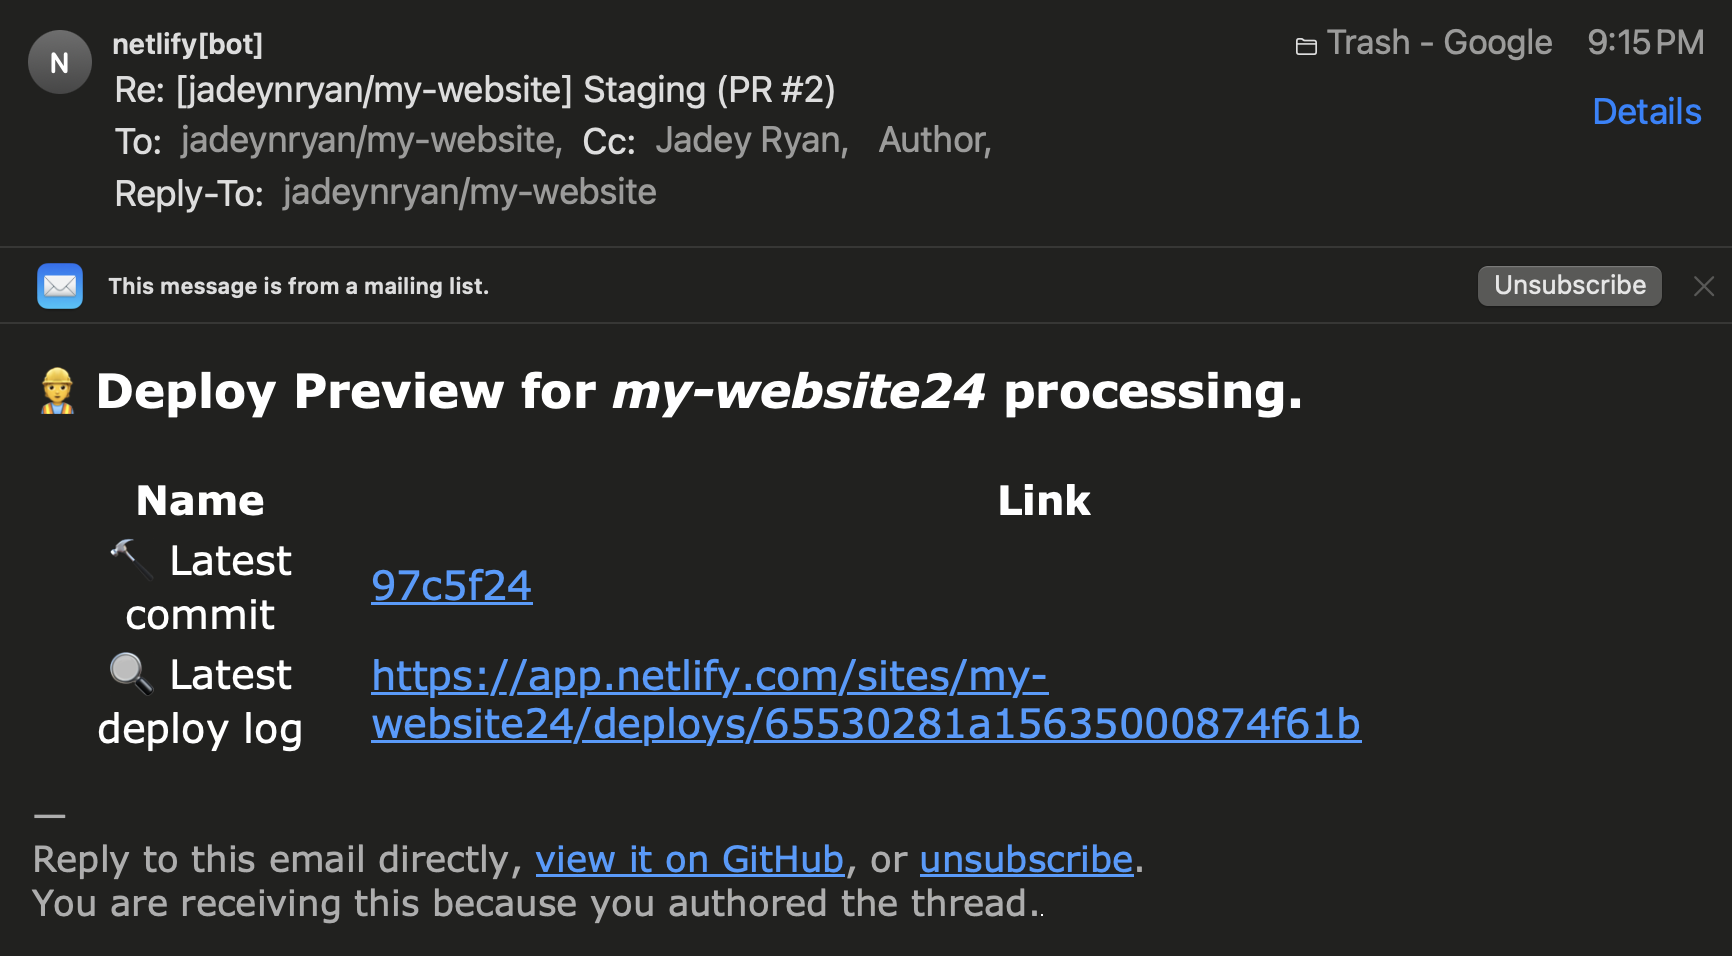 N
netlify[bot]
Trash - Google 9:15 PM
Re: [jadeynryan/my-website] Staging (PR #2)
Details
To: jadeynryan/my-website, Cc: Jadey Ryan, Author,
Reply-To: jadeynryan/my-website
This message is from a mailing list.
Unsubscribe
👷 Deploy Preview for my-website24 processing.
Name Link
🔨 Latest
commit
97c5f24
🔍 Latest
deploy log
https://app.netlify.com/sites/my-
website24/deploys/65530281a15635000874f61b
—
Reply to this email directly, view it on GitHub, or unsubscribe.
You are receiving this because you authored the thread..